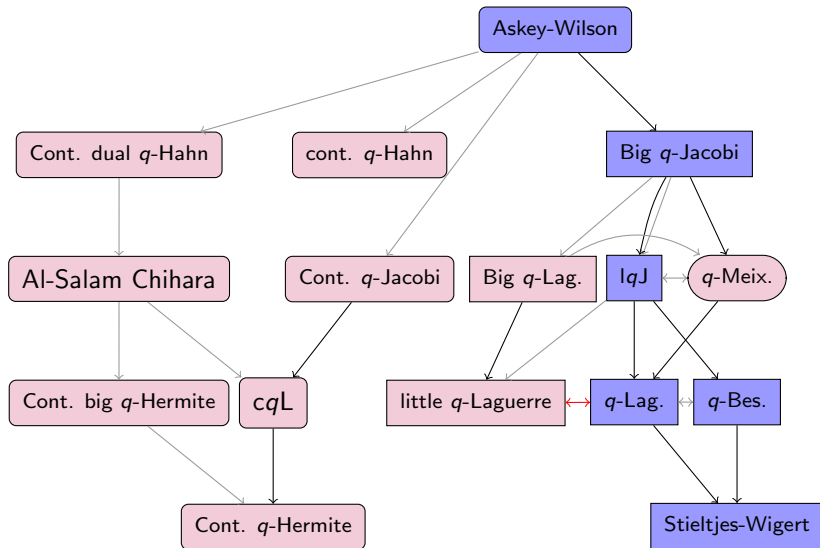 Askey-Wilson
Cont. dual q-Hahn
cont. q-Hahn
Big q-Jacobi
Al-Salam Chihara
Cont. q-Jacobi
Big q-Lag.
lqJ
q-Meix.
Cont. big q-Hermite
cqL
little q-Laguerre
q-Lag.
q-Bes.
Cont. q-Hermite
Stieltjes-Wigert